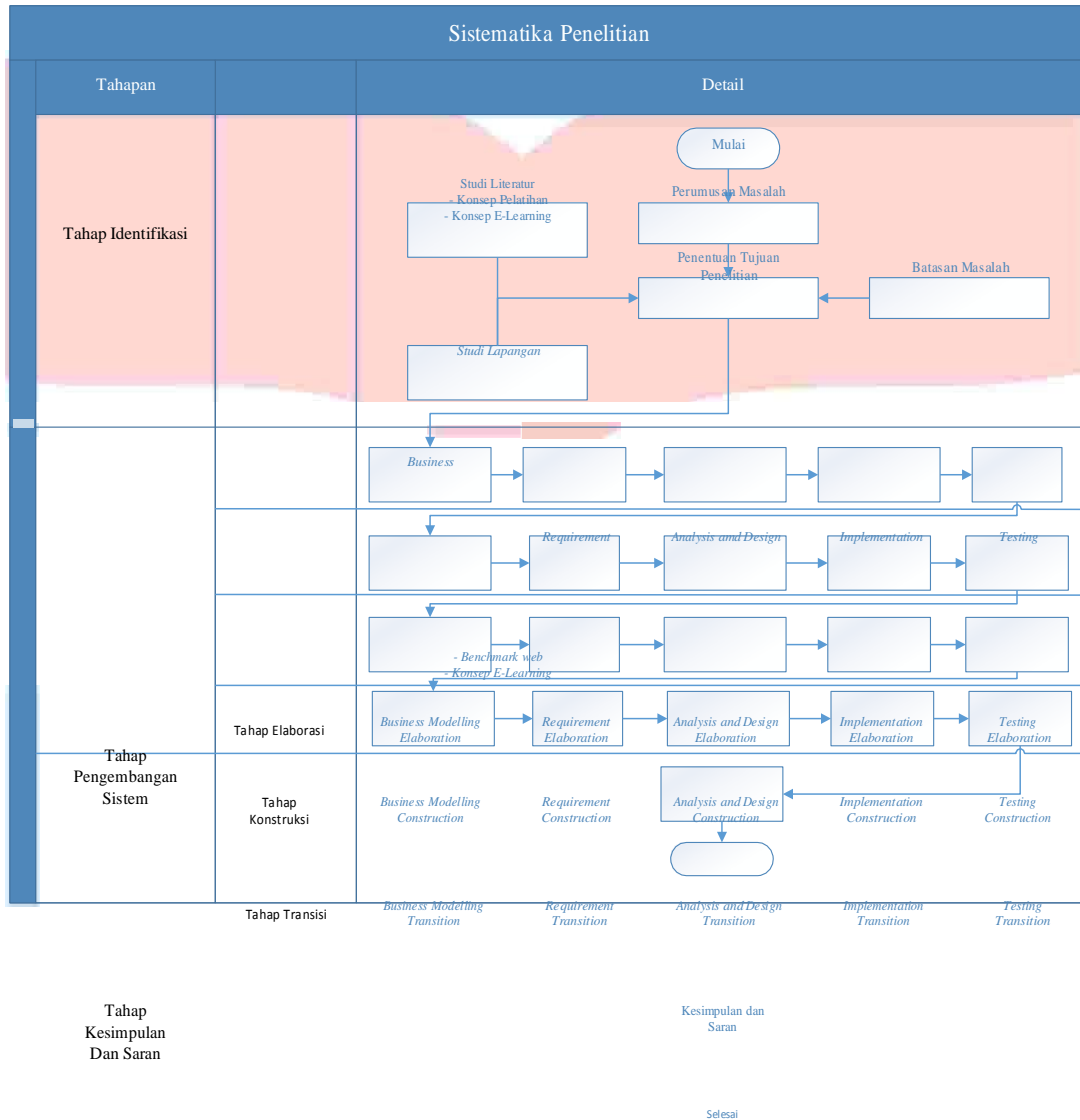 Sistematika Penelitian
Tahapan
Detail
Mulai
Studi Literatur
- Konsep Pelatihan
- Konsep E-Learning
Perumusan Masalah
Tahap Identifikasi
Penentuan Tujuan
Penelitian
Batasan Masalah
Studi Lapangan
Business
Requirement
Analysis amd Design
Implementation
Testing
- Benchmark web
- Konsep E-Learning
Tahap
Pengembangan
Sistem
Tahap Elaborasi
Business Modelling
Elaboration
Requirement
Elaboration
Analysis and Design
Elaboration
Implementation
Elaboration
Testing
Elaboration
Tahap
Konstruksi
Business Modelling
Construction
Requirement
Construction
Analysis and Design
Construction
Implementation
Construction
Testing
Construction
Tahap Transisi
Business Modelling
Transition
Requirement
Transition
Analysis and Design
Transition
Implementation
Transition
Testing
Transition
Tahap
Kesimpulan
Dan Saran
Kesimpulan dan
Saran
Selesai